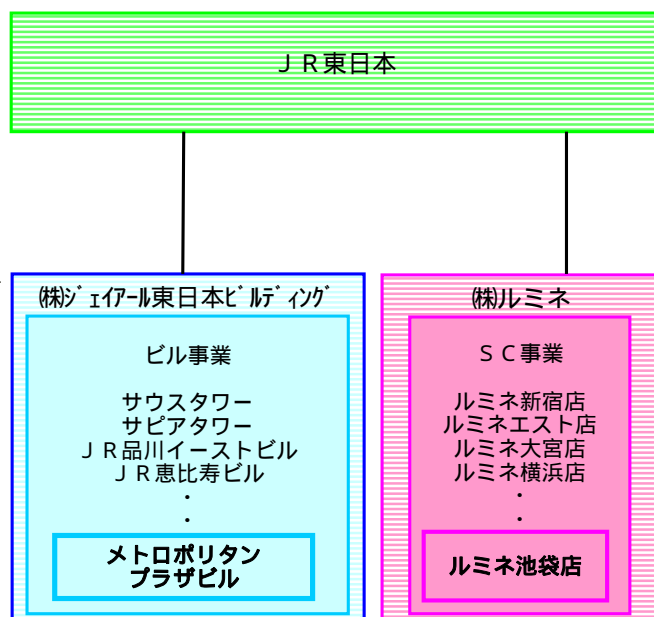 ＪＲ東日本
㈱ｼﾞｪｲｱｰﾙ東日本ﾋﾞﾙﾃﾞｨﾝｸﾞ
ビル事業
サウスタワー
サピアタワー
ＪＲ品川イーストビル
ＪＲ恵比寿ビル
・
・
メトロポリタン
プラザビル
㈱ルミネ
ＳＣ事業
ルミネ新宿店
ルミネエスト店
ルミネ大宮店
ルミネ横浜店
・
・
ルミネ池袋店